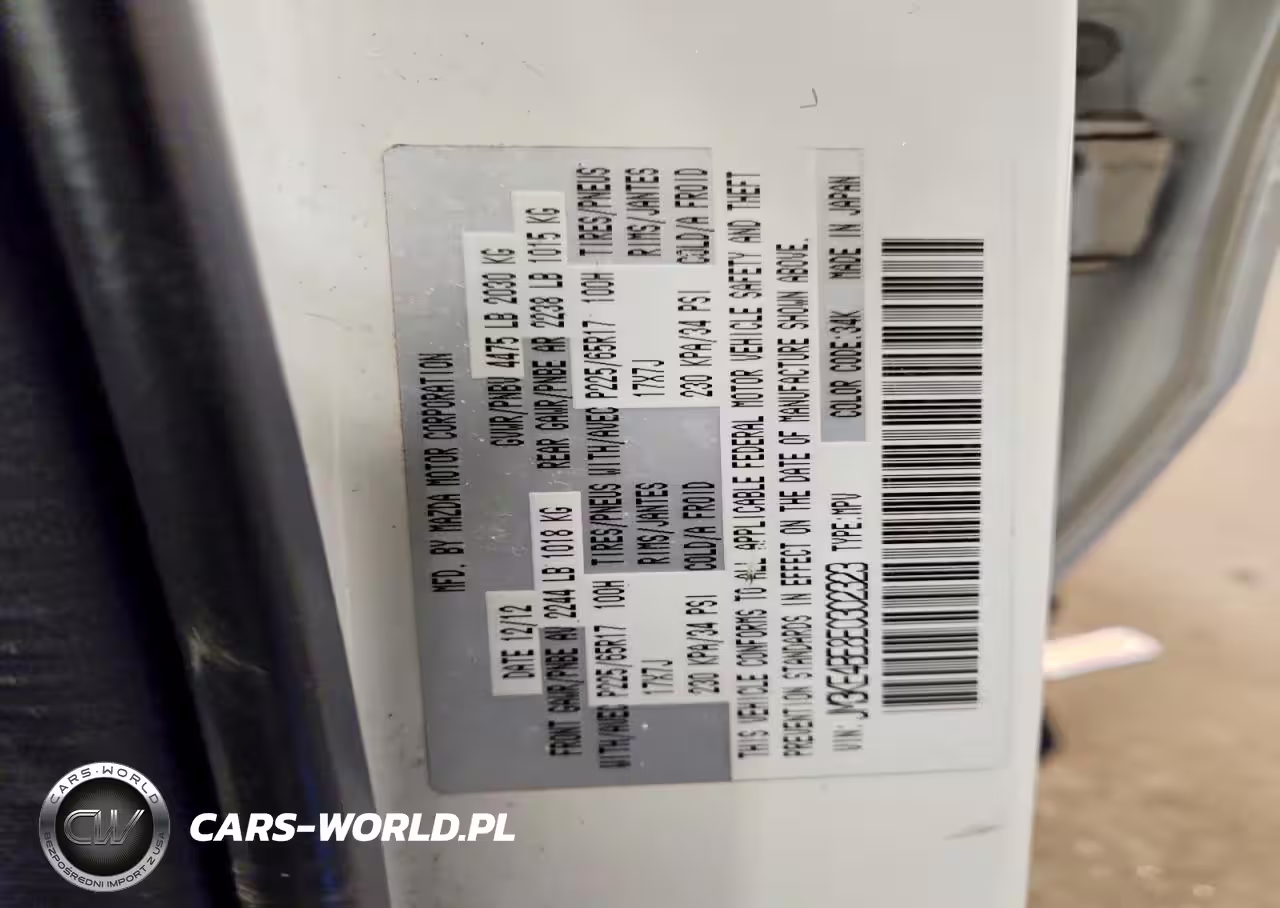 MFD. BY MAZDA MOTOR CORPORATION
DATE 12/12
GVWR/PNBV 4475 LB 2030 KG
FRONT GAWR/PNBE AV 2244 LB 1018 KG
REAR GAWR/PNBE AR 2238 LB 1015 KG
WITH/AVEC P225/65R17 100H TIRES/PNEUS WITH/AVEC P225/65R17 100H TIRES/PNEUS
17X7J RIMS/JANTES 17X7J RIMS/JANTES
230 KPA/34 PSI COLD/A FROID 230 KPA/34 PSI COLD/A FROID
THIS VEHICLE CONFORMS TO ALL APPLICABLE FEDERAL MOTOR VEHICLE SAFETY AND THEFT
PREVENTION STANDARDS IN EFFECT ON THE DATE OF MANUFACTURE SHOWN ABOVE.
VIN: TYPE:MPV COLOR CODE:34K MADE IN JAPAN
CARS-WORLD
CW
BEZPOŚREDNI IMPORT Z USA
CARS-WORLD.PL